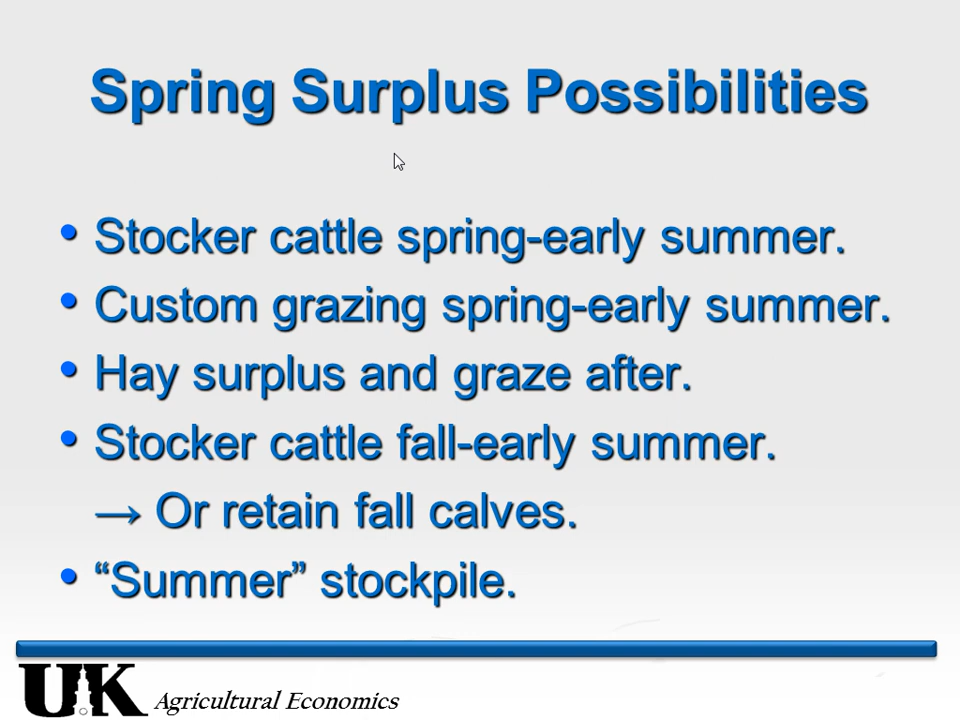 Spring Surplus Possibilities
• Stocker cattle spring-early summer.
• Custom grazing spring-early summer.
• Hay surplus and graze after.
• Stocker cattle fall-early summer.
→ Or retain fall calves.
• “Summer” stockpile.
UK Agricultural Economics